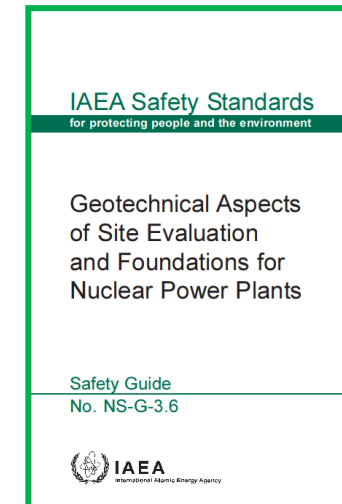 IAEA Safety Standards
for protecting people and the environment
Geotechnical Aspects
of Site Evaluation
and Foundations for
Nuclear Power Plants
Safety Guide
No. NS-G-3.6
IAEA
International Atomic Energy Agency